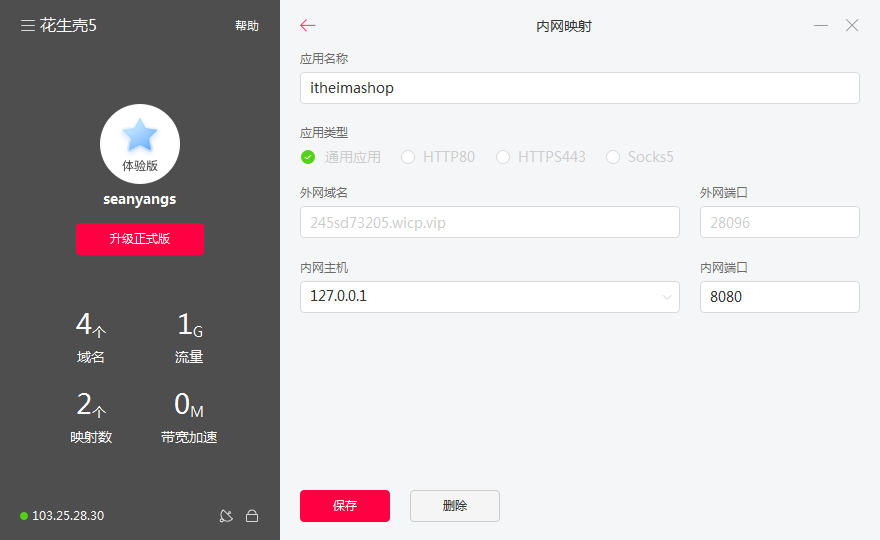 花生壳5
帮助
体验版
seanyangs
升级正式版
4个
域名
1G
流量
2个
映射数
0M
带宽加速
103.25.28.30
内网映射
应用名称
itheimashop
应用类型
通用应用 HTTP80 HTTPS443 Socks5
外网域名 外网端口
245sd73205.wicp.vip 28096
内网主机 内网端口
127.0.0.1 8080
保存 删除